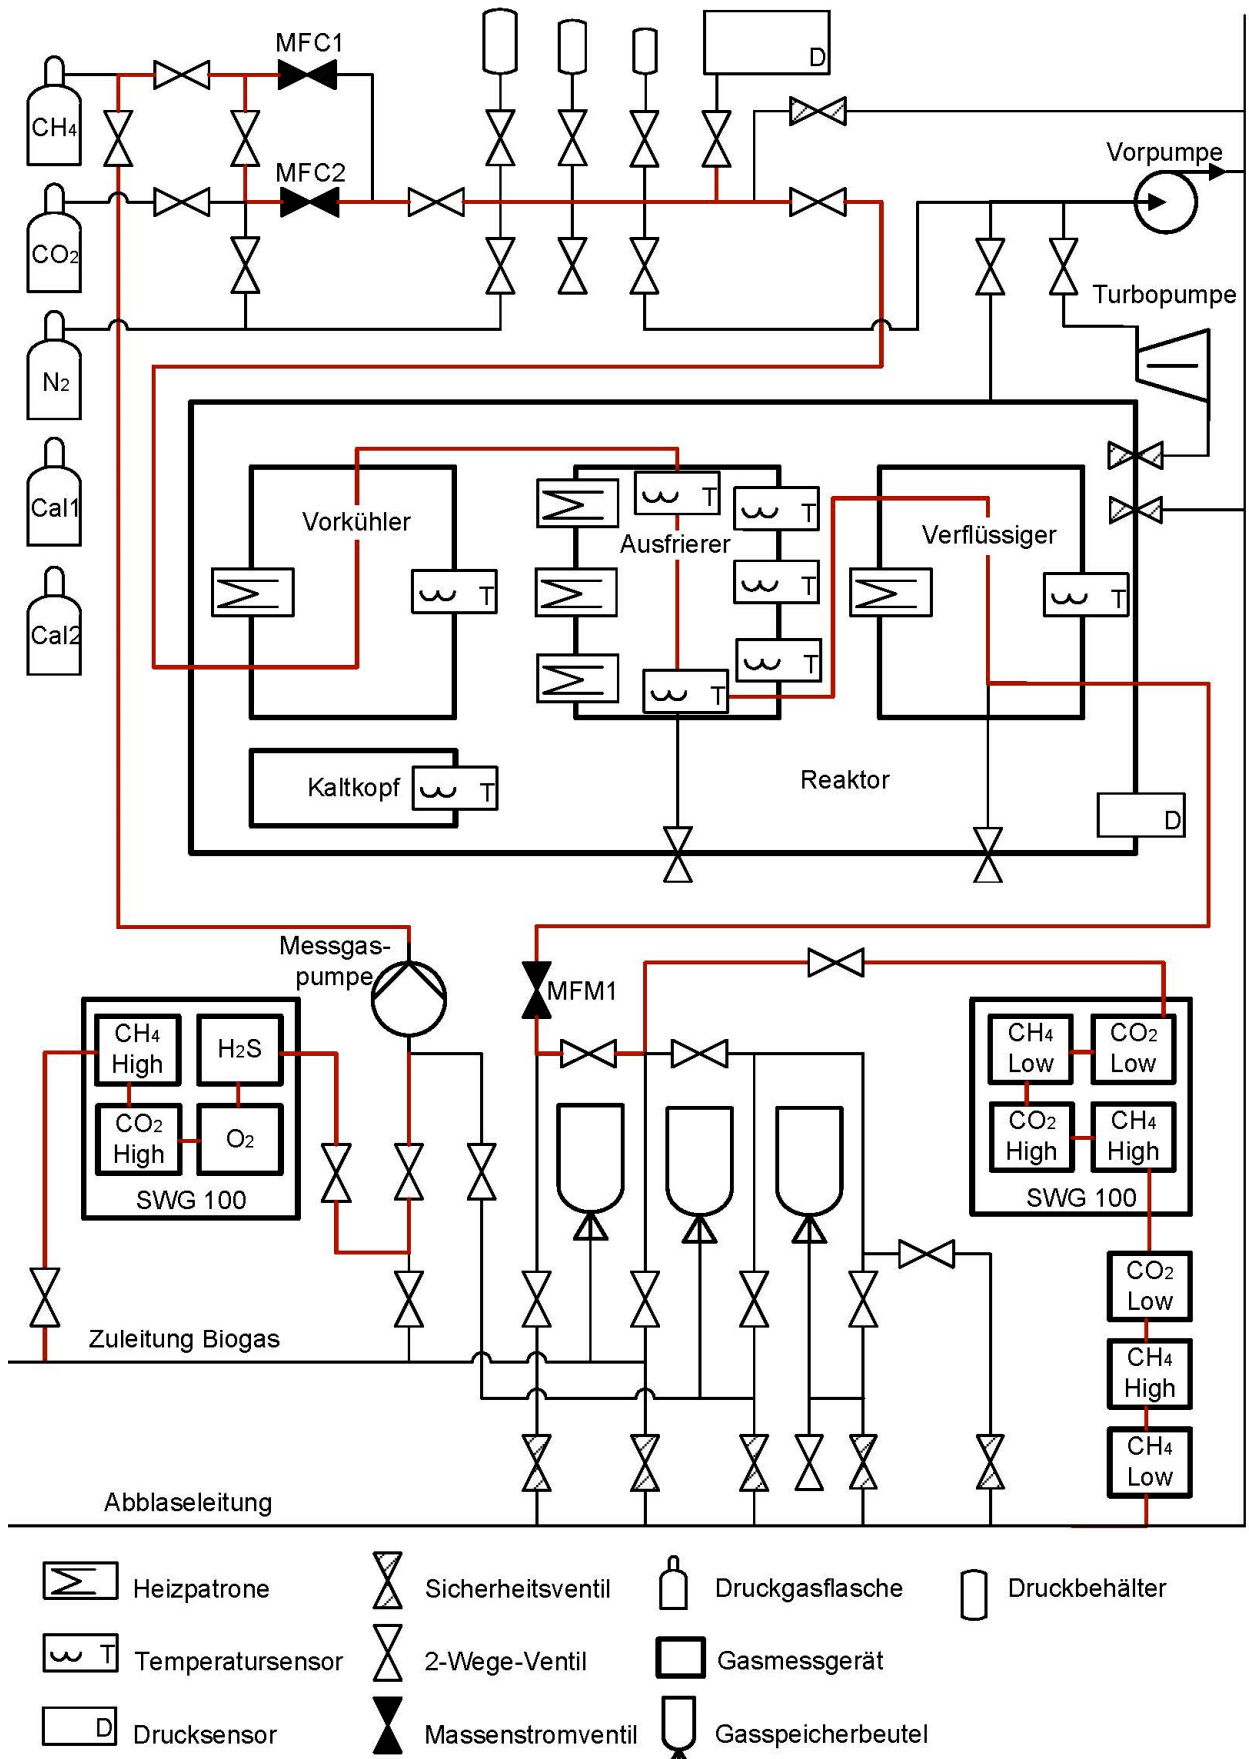 MFC1
CH4
D
MFC2
Vorpumpe
CO2
Turbopumpe
N2
Cal1
Vorkühler
T
Ausfrierer
T
Verflüssiger
T
T
T
Cal2
T
T
Kaltkopf
T
Reaktor
D
Messgas-
pumpe
MFM1
CH4
High
H2S
CO2
High
O2
SWG 100
CH4
Low
CO2
Low
CO2
High
CH4
High
SWG 100
CO2
Low
Zuleitung Biogas
CH4
High
CH4
Low
Abblaseleitung
Heizpatrone
Sicherheitsventil
Druckgasflasche
Druckbehälter
T
Temperatursensor
2-Wege-Ventil
Gasmessgerät
D
Drucksensor
Massenstromventil
Gasspeicherbeutel